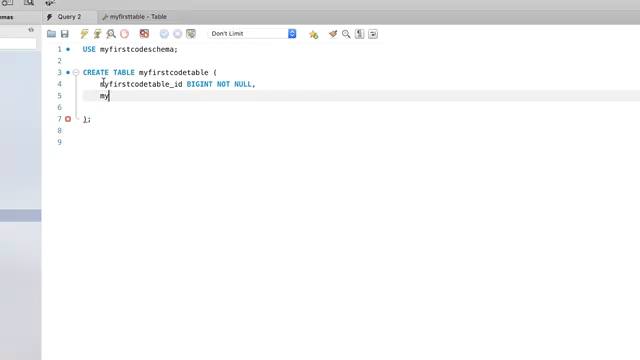 Query 2
myfirsttable - Table
Don't Limit
1 USE myfirstcodeschema;
2
3 CREATE TABLE myfirstcodetable (
4 myfirstcodetable_id BIGINT NOT NULL,
5 my
6
7 );
8
9